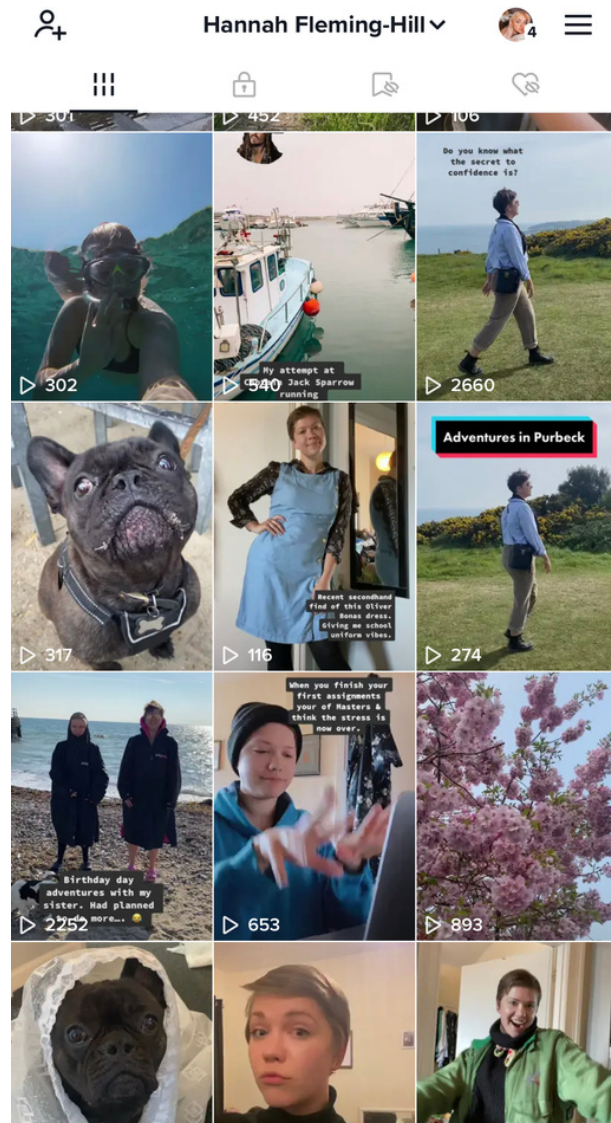 Hannah Fleming-Hill
4
301
452
106
302
My attempt at
Captain Jack Sparrow
running
540
Do you know what
the secret to
confidence is?
2660
317
Recent secondhand
find of this Oliver
Bonas dress.
Giving me school
uniform vibes.
116
Adventures in Purbeck
274
Birthday day
adventures with my
sister. Had planned
to do more…. 😂
2252
When you finish your
first assignments
your of Masters &
think the stress is
now over.
653
893